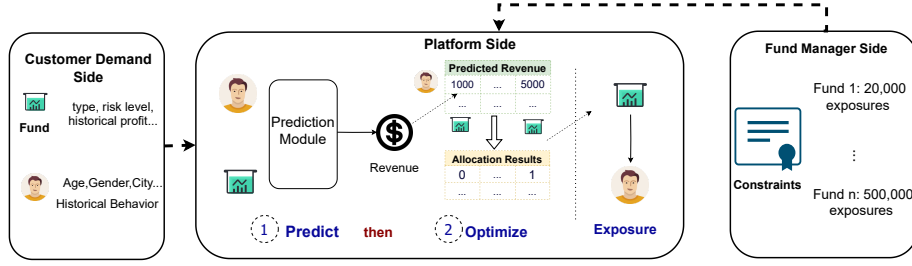 Customer Demand
Side
Fund
type, risk level,
historical profit...
Age,Gender,City...
Historical Behavior
Platform Side
Prediction
Module
Revenue
Predicted Revenue
1000 ... 5000
... ... ...
Allocation Results
0 ... 1
... ... ...
1 Predict then 2 Optimize Exposure
Fund Manager Side
Constraints
Fund 1: 20,000
exposures
⋮
Fund n: 500,000
exposures